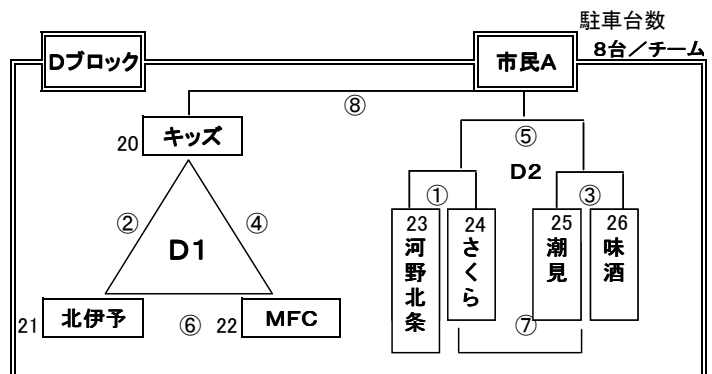 駐車台数
Dブロック
市民A
8台／チーム
⑧
20
キッズ
⑤
D2
①
③
②
④
D1
23
河野北条
24
さくら
25
潮見
26
味酒
21
北伊予
⑥
22
MFC
⑦